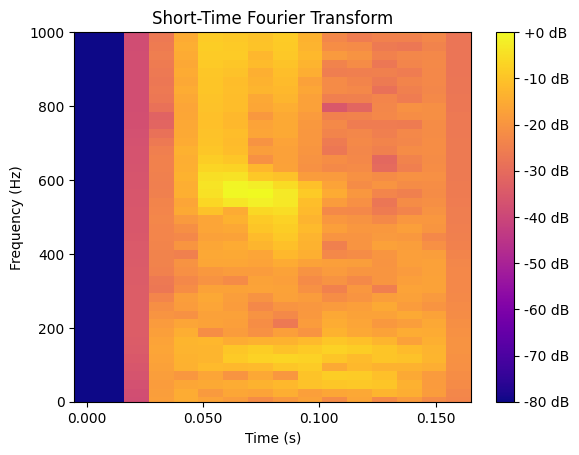 Short-Time Fourier Transform
Frequency (Hz)
1000
800
600
400
200
0
0.000
0.050
0.100
0.150
Time (s)
+0 dB
-10 dB
-20 dB
-30 dB
-40 dB
-50 dB
-60 dB
-70 dB
-80 dB